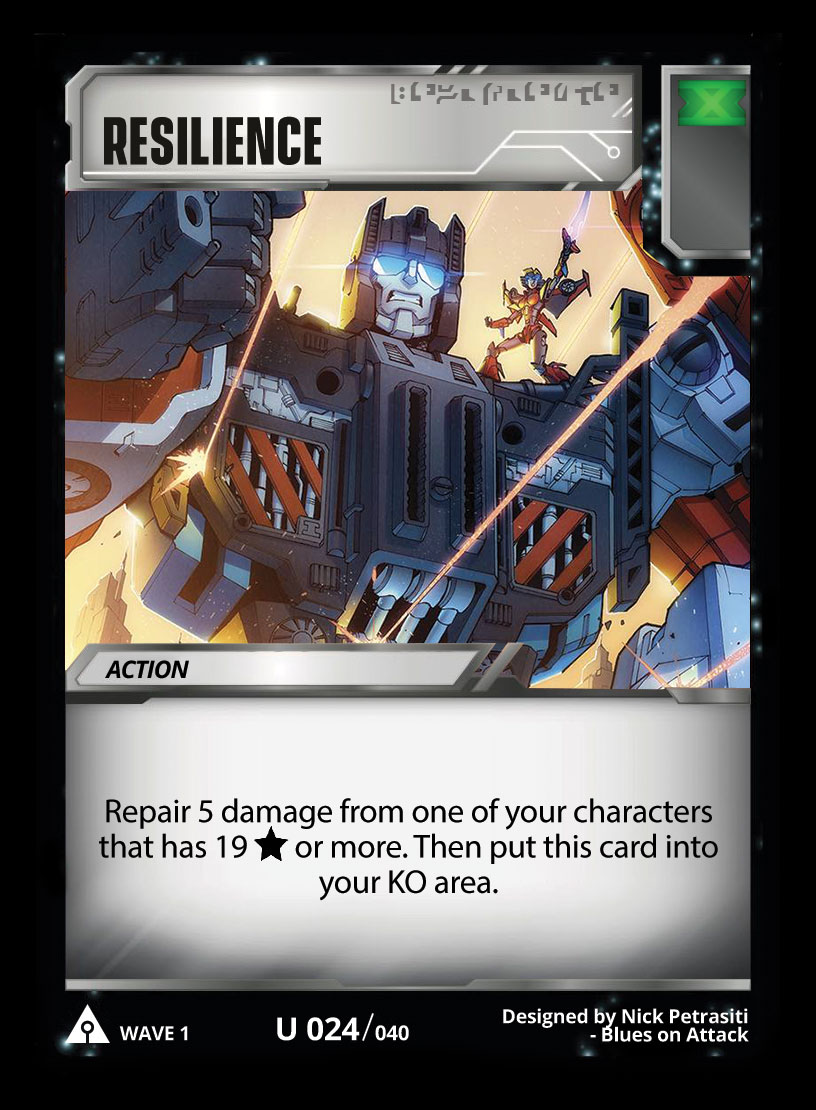 RESILIENCE
ACTION
Repair 5 damage from one of your characters
that has 19 ★ or more. Then put this card into
your KO area.
WAVE 1
U 024/040
Designed by Nick Petrasiti
- Blues on Attack